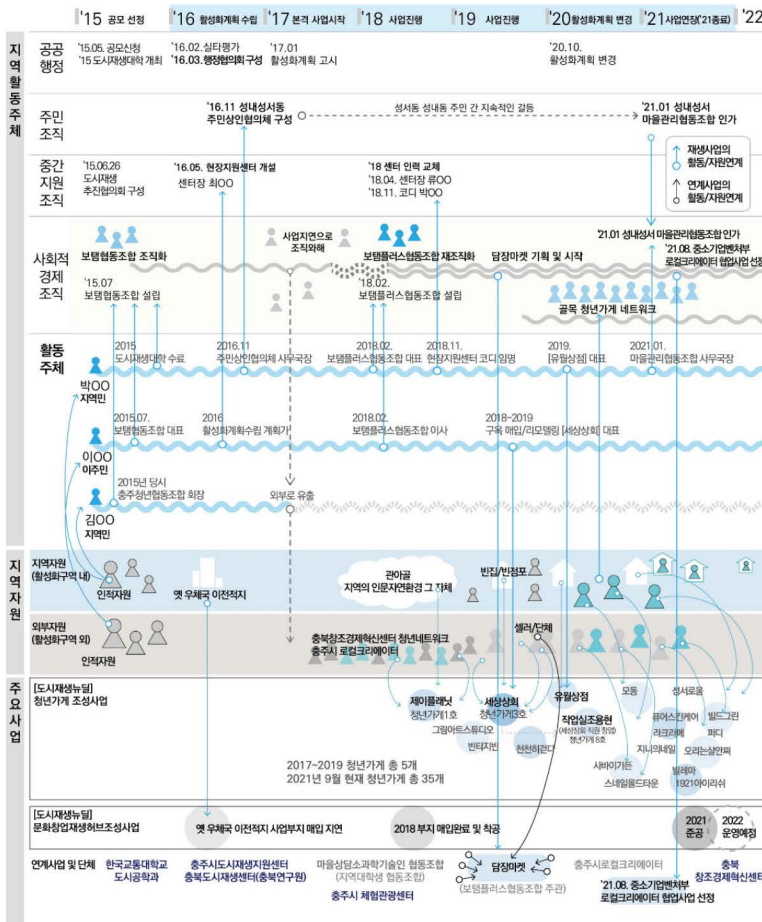 '15 공모 선정
'16 활성화계획 수립
'17 본격 사업시작
'18 사업진행
'19 사업진행
'20 활성화계획 변경
'21 사업연장('21종료)
'22
지역활동주체
공공
행정
'15.05. 공모신청
'15 도시재생대학 개최
'16.02.실타평가
'16.03.행정협의회 구성
'17.01
활성화계획 고시
'20.10.
활성화계획 변경
주민
조직
'16.11 성내성서동
주민상인협의체 구성
성서동 성내동 주민 간 지속적인 갈등
'21.01 성내성서
마을관리협동조합 인가
재생사업의
활동/자원연계
연계사업의
활동/자원연계
중간
지원
조직
'15.06.26
도시재생
추진협의회 구성
'16.05. 현장지원센터 개설
센터장 최OO
'18 센터 인력 교체
'18.04. 센터장 류OO
'18.11. 코디 박OO
사회적
경제
조직
보탬협동조합 조직화
'15.07
보탬협동조합 설립
사업지연으로
조직와해
보탬플러스협동조합 재조직화
'18.02.
보탬플러스협동조합 설립
담장마켓 기획 및 시작
'21.01 성내성서 마을관리협동조합 인가
'21.08. 중소기업벤처부
로컬크리에이터 협업사업 선정
골목 청년가게 네트워크
활동
주체
박OO
지역민
2015
도시재생대학 수료
2016.11
주민상인협의체 사무국장
2018.02.
보탬플러스협동조합 대표
2018.11.
현장지원센터 코디 임명
2019.
[유월상점] 대표
2021.01.
마을관리협동조합 사무국장
이OO
이주민
2015.07.
보탬협동조합 대표
2016
활성화계획수립 계획가
2018.02.
보탬플러스협동조합 이사
2018-2019
구옥 매입/리모델링 [세상상회] 대표
김OO
지역민
2015년 당시
충주청년협동조합 회장
외부로 유출
지역자원
지역자원
(활성화구역 내)
인적자원
옛 우체국 이전적지
관아골
지역의 인문자연환경 그 자체
빈집/빈점포
외부자원
(활성화구역 외)
인적자원
충북창조경제혁신센터 청년네트워크
충주시 로컬크리에이터
셀러/단체
주요사업
[도시재생뉴딜]
청년가게 조성사업
제이플래닛
청년가게1호
그림아트스튜디오
빈티지빈
세상상회
청년가게3호
천천히걷다
유월상점
작업실조용현
(세상상회 직원 창업)
청년가게 8호
모동
성서로움
퓨어스킨케어
라크라메
빌드그린
퍼디
지니의네일
오리는살안쪄
사바이가든
스네일올드타운
빌레마
1921아이리쉬
2017~2019 청년가게 총 5개
2021년 9월 현재 청년가게 총 35개
[도시재생뉴딜]
문화창업재생허브조성사업
옛 우체국 이전적지 사업부지 매입 지연
2018 부지 매입완료 및 착공
2021
준공
2022
운영예정
연계사업 및 단체
한국교통대학교
도시공학과
충주시도시재생지원센터
충북도시재생센터(충북연구원)
마을상담소과학기술인 협동조합
(지역대학생 협동조합)
충주시 체험관광센터
담장마켓
(보탬플러스협동조합 주관)
충주시로컬크리에이터
'21.08. 중소기업벤처부
로컬크리에이터 협업사업 선정
충북
창조경제혁신센터